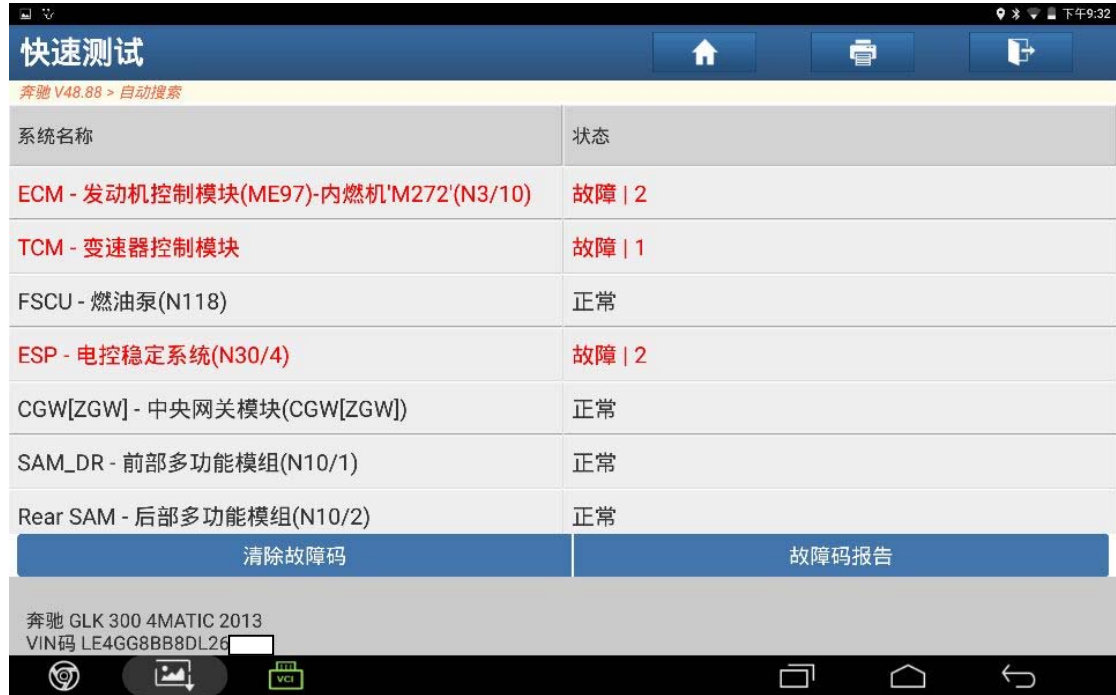 下午9:32
快速测试
奔驰 V48.88 > 自动搜索
系统名称 状态
ECM - 发动机控制模块(ME97)-内燃机'M272'(N3/10) 故障 | 2
TCM - 变速器控制模块 故障 | 1
FSCU - 燃油泵(N118) 正常
ESP - 电控稳定系统(N30/4) 故障 | 2
CGW[ZGW] - 中央网关模块(CGW[ZGW]) 正常
SAM_DR - 前部多功能模组(N10/1) 正常
Rear SAM - 后部多功能模组(N10/2) 正常
清除故障码 故障码报告
奔驰 GLK 300 4MATIC 2013
VIN码 LE4GG8BB8DL26
VCI